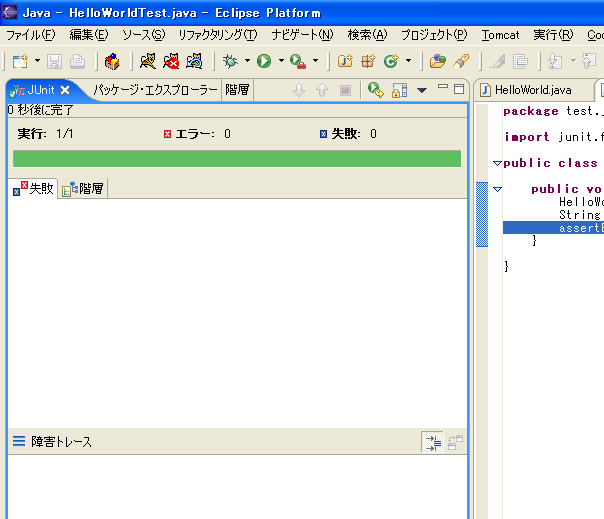 Java - HelloWorldTest.java - Eclipse Platform
ファイル(F) 編集(E) ソース(S) リファクタリング(T) ナビゲート(N) 検索(A) プロジェクト(P) Tomcat 実行(R)
JUnit パッケージ・エクスプローラー 階層 HelloWorld.java
0 秒後に完了
実行: 1/1 エラー: 0 失敗: 0
失敗 階層
package test.
import junit.f
public class
public vo
HelloWo
String
assertE
}
}
障害トレース